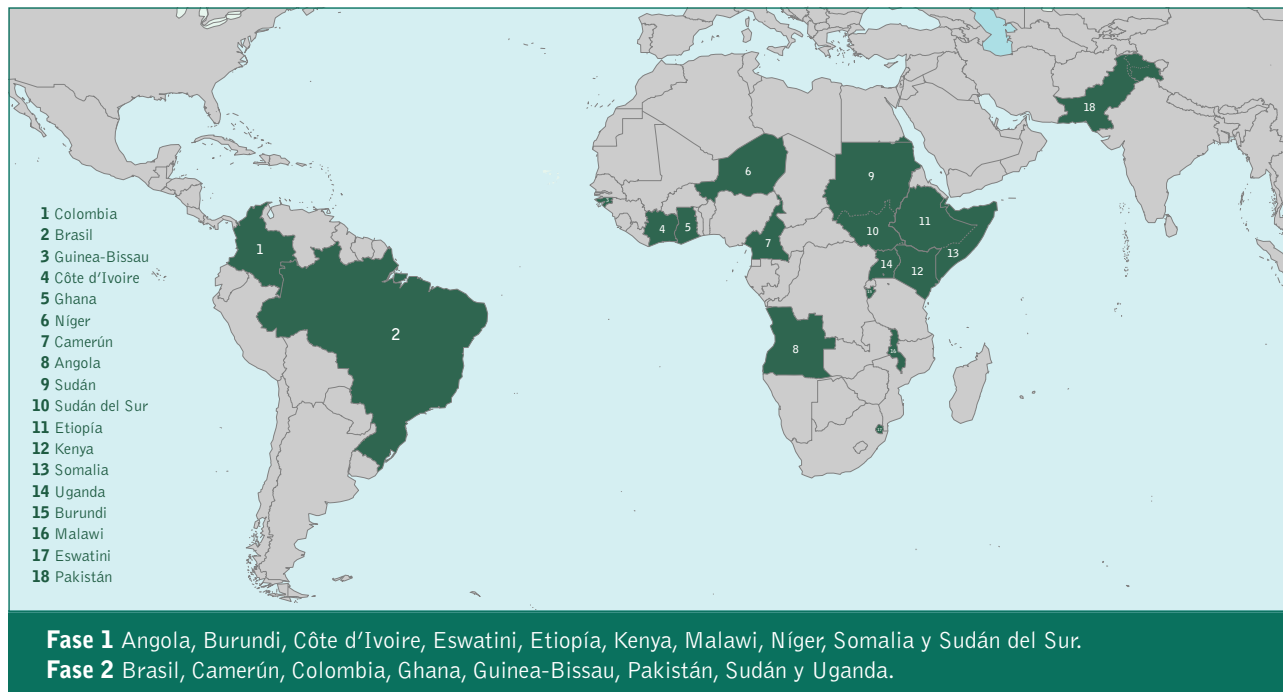 1 Colombia
2 Brasil
3 Guinea-Bissau
4 Côte d'Ivoire
5 Ghana
6 Níger
7 Camerún
8 Angola
9 Sudán
10 Sudán del Sur
11 Etiopía
12 Kenya
13 Somalia
14 Uganda
15 Burundi
16 Malawi
17 Eswatini
18 Pakistán
1
2
4
5
6
7
8
9
10
11
12
13
14
16
18
Fase 1 Angola, Burundi, Côte d'Ivoire, Eswatini, Etiopía, Kenya, Malawi, Níger, Somalia y Sudán del Sur.
Fase 2 Brasil, Camerún, Colombia, Ghana, Guinea-Bissau, Pakistán, Sudán y Uganda.